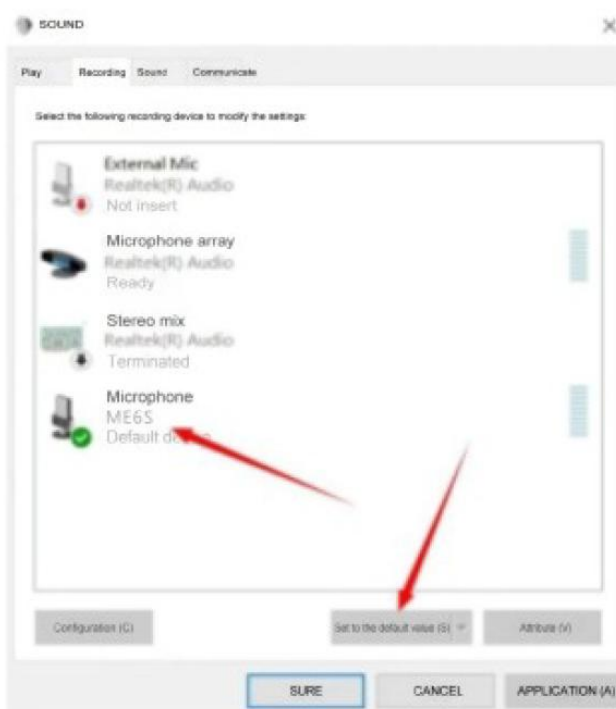 SOUND
Play Recording Sound Communicate
Select the following recording device to modify the settings:
External Mic
Realtek(R) Audio
Not insert
Microphone array
Realtek(R) Audio
Ready
Stereo mix
Realtek(R) Audio
Terminated
Microphone
ME6S
Default
Configuration (C) Set to the default value (S) Attribute (V)
SURE CANCEL APPLICATION (A)